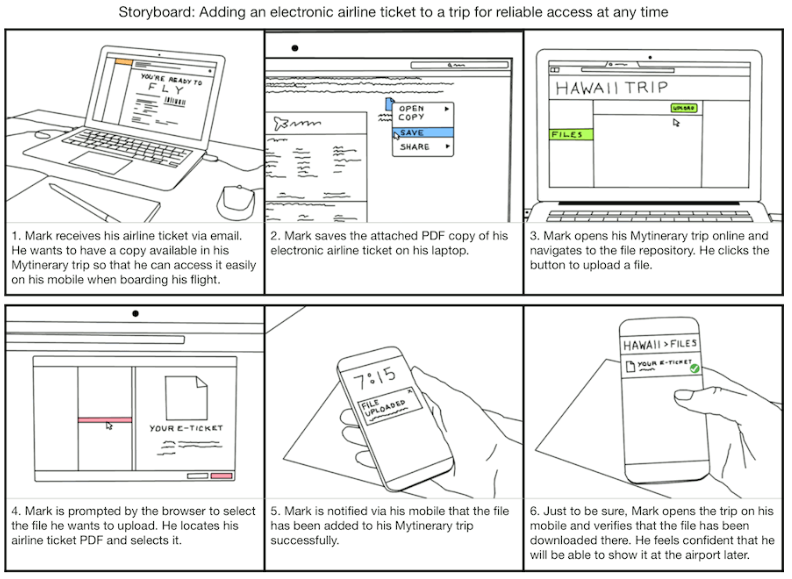 Storyboard: Adding an electronic airline ticket to a trip for reliable access at any time
YOU'RE READY TO
FLY
1. Mark receives his airline ticket via email.
He wants to have a copy available in his
Mytinerary trip so that he can access it easily
on his mobile when boarding his flight.
OPEN
COPY
SAVE
SHARE
2. Mark saves the attached PDF copy of his
electronic airline ticket on his laptop.
HAWAII TRIP
UPLOAD
FILES
3. Mark opens his Mytinerary trip online and
navigates to the file repository. He clicks the
button to upload a file.
YOUR E-TICKET
4. Mark is prompted by the browser to select
the file he wants to upload. He locates his
airline ticket PDF and selects it.
7:15
FILE
UPLOADED
x
5. Mark is notified via his mobile that the file
has been added to his Mytinerary trip
successfully.
HAWAII > FILES
YOUR E-TICKET
6. Just to be sure, Mark opens the trip on his
mobile and verifies that the file has been
downloaded there. He feels confident that he
will be able to show it at the airport later.